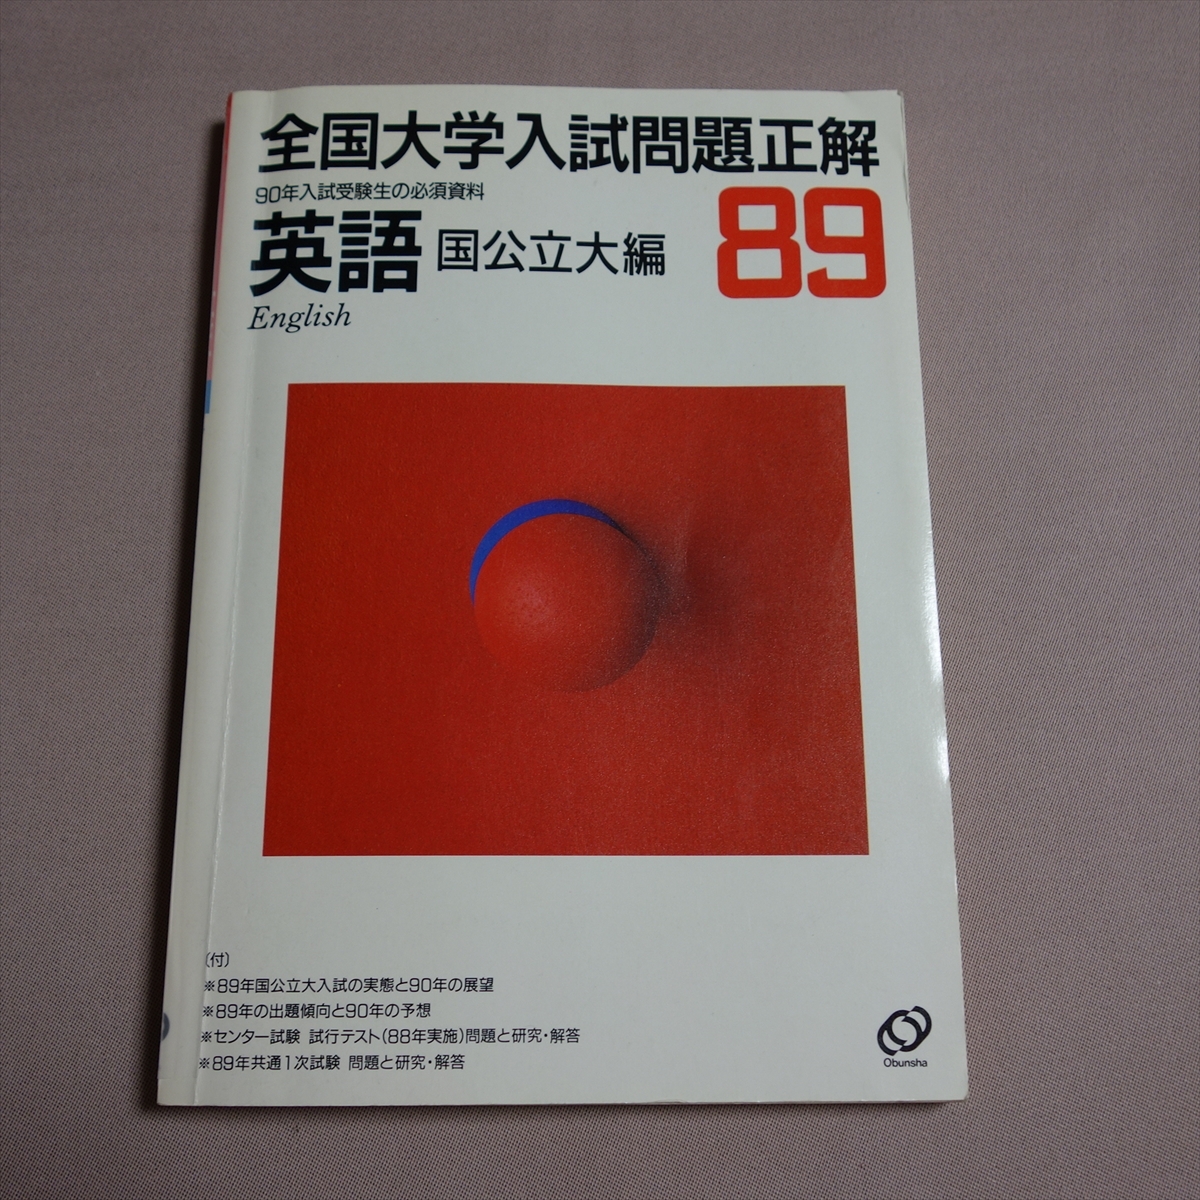 全国大学入試問題正解
90年入試受験生の必須資料
英語 国公立大編 89
English
〔付〕
※89年国公立大入試の実態と90年の展望
※89年の出題傾向と90年の予想
※センター試験 試行テスト(88年実施)問題と研究・解答
※89年共通1次試験 問題と研究・解答
Obunsha